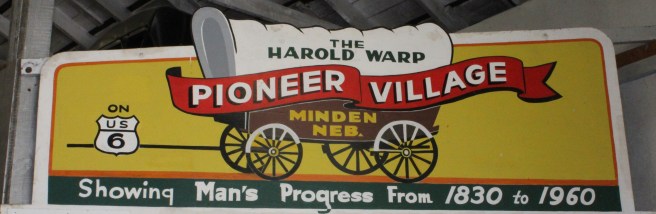 THE
HAROLD WARP
PIONEER VILLAGE
MINDEN
NEB.
ON
US
6
Showing Man's Progress From 1830 to 1960